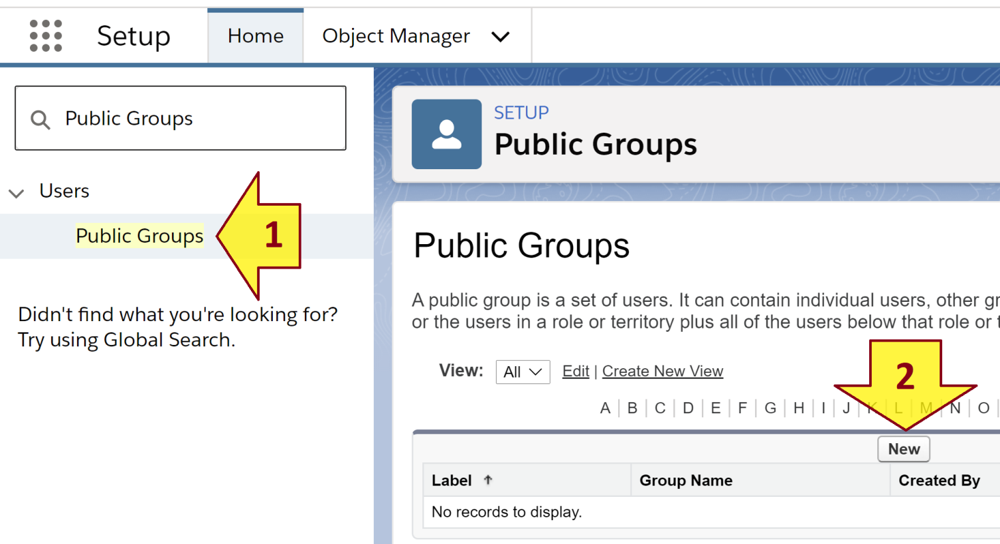 Setup
Home
Object Manager
Public Groups
Users
Public Groups
1
Didn't find what you're looking for?
Try using Global Search.
SETUP
Public Groups
Public Groups
A public group is a set of users. It can contain individual users, other gr
or the users in a role or territory plus all of the users below that role or t
View: All Edit | Create New View
2
A | B | C | D | E | F | G | H | I | J | K | L | M | N | O |
New
Label ↑ Group Name Created By
No records to display.